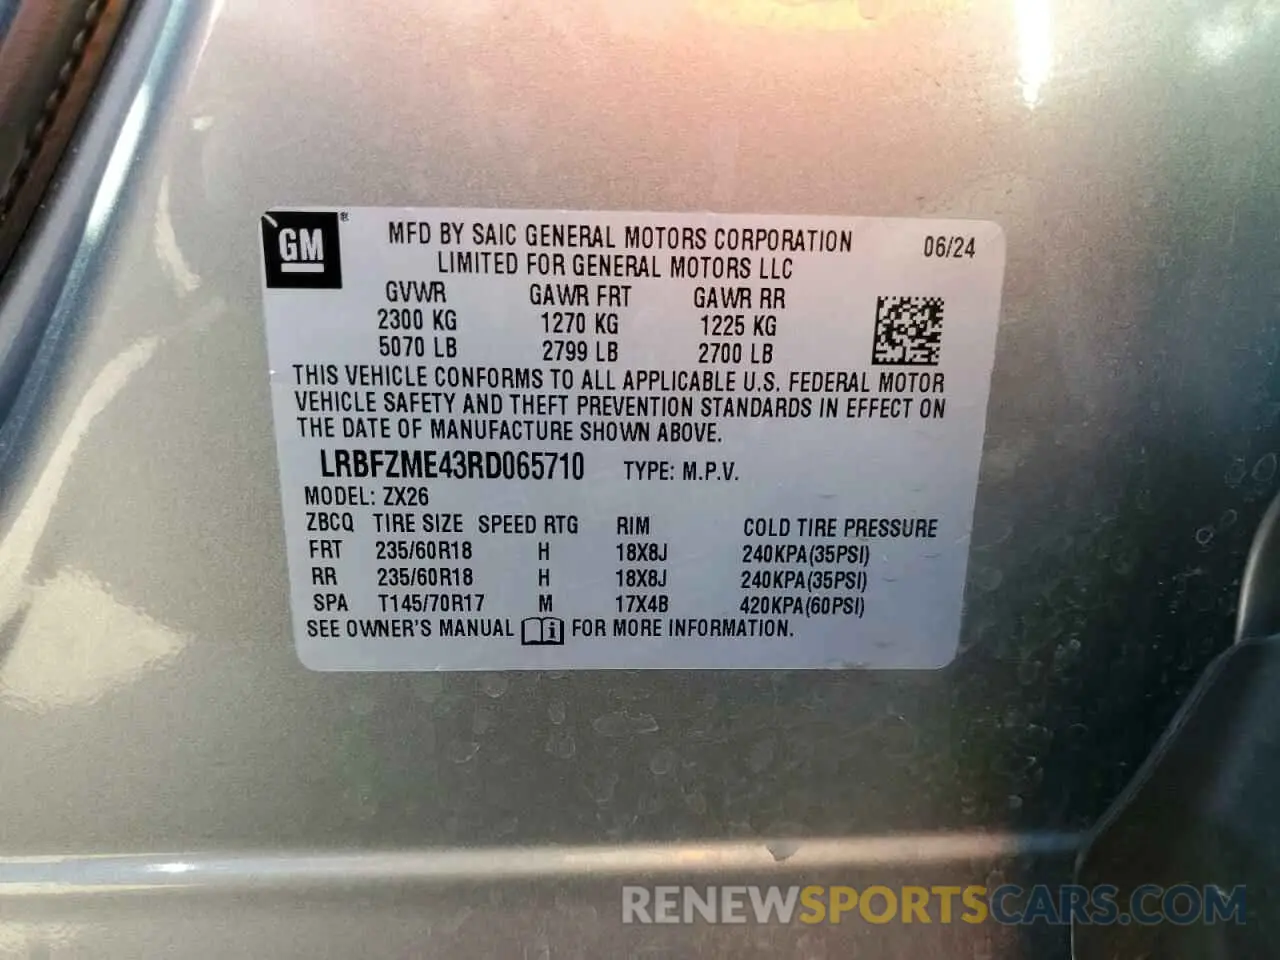 GM ® MFD BY SAIC GENERAL MOTORS CORPORATION 06/24
LIMITED FOR GENERAL MOTORS LLC
GVWR GAWR FRT GAWR RR
2300 KG 1270 KG 1225 KG
5070 LB 2799 LB 2700 LB
THIS VEHICLE CONFORMS TO ALL APPLICABLE U.S. FEDERAL MOTOR
VEHICLE SAFETY AND THEFT PREVENTION STANDARDS IN EFFECT ON
THE DATE OF MANUFACTURE SHOWN ABOVE.
LRBFZME43RD065710 TYPE: M.P.V.
MODEL: ZX26
ZBCQ TIRE SIZE SPEED RTG RIM COLD TIRE PRESSURE
FRT 235/60R18 H 18X8J 240KPA(35PSI)
RR 235/60R18 H 18X8J 240KPA(35PSI)
SPA T145/70R17 M 17X4B 420KPA(60PSI)
SEE OWNER'S MANUAL i FOR MORE INFORMATION.
RENEWSPORTSCARS.COM